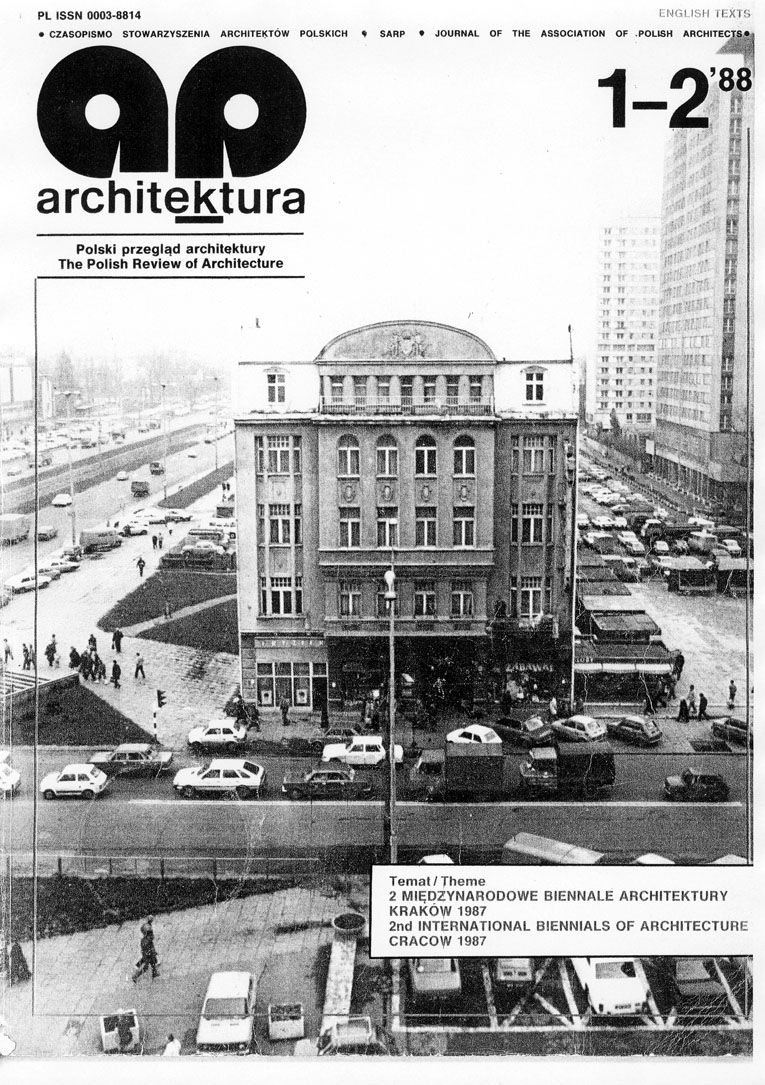 PL ISSN 0003-8814
ENGLISH TEXTS
• CZASOPISMO STOWARZYSZENIA ARCHITEKTÓW POLSKICH • SARP • JOURNAL OF THE ASSOCIATION OF POLISH ARCHITECTS •
ap
1–2'88
architektura
Polski przegląd architektury
The Polish Review of Architecture
Temat/Theme
2 MIĘDZYNARODOWE BIENNALE ARCHITEKTURY
KRAKÓW 1987
2nd INTERNATIONAL BIENNIALS OF ARCHITECTURE
CRACOW 1987